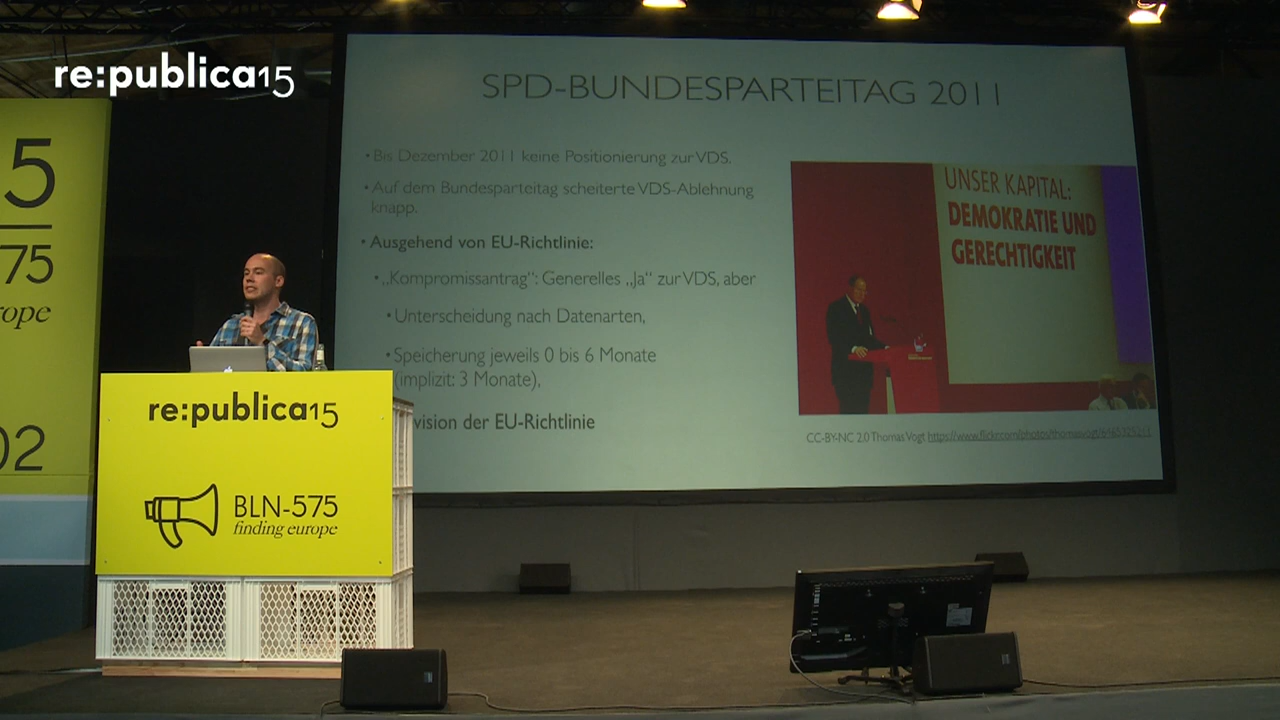 re:publica15
5
75
rope
02
SPD-BUNDESPARTEITAG 2011
•Bis Dezember 2011 keine Positionierung zur VDS.
•Auf dem Bundesparteitag scheiterte VDS-Ablehnung
knapp.
•Ausgehend von EU-Richtlinie:
•„Kompromissantrag“: Generelles „Ja“ zur VDS, aber
•Unterscheidung nach Datenarten,
•Speicherung jeweils 0 bis 6 Monate
(implizit: 3 Monate),
vision der EU-Richtlinie
UNSER KAPITAL:
DEMOKRATIE UND
GERECHTIGKEIT
CC-BY-NC 2.0 Thomas Vogt
re:publica15
BLN-575
finding europe